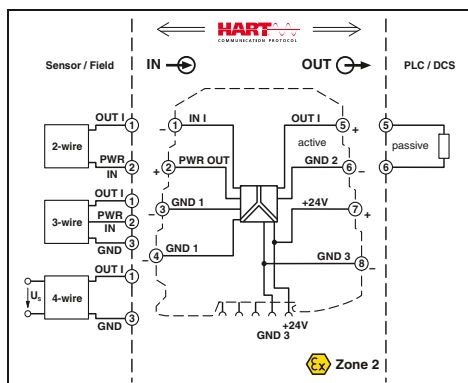 HART
COMMUNICATION PROTOCOL
Sensor / Field
IN
OUT
PLC / DCS
OUT I
1
2-wire
PWR
IN
2
OUT I
1
3-wire
PWR
IN
2
GND
3
OUT I
1
Us
4-wire
GND
3
1
IN I
–
+
2
PWR OUT
3
GND 1
–
4
GND 1
–
OUT I
5
+
active
GND 2
6
–
+24V
7
+
GND 3
8
–
+24V
GND 3
5
passive
6
Ex
Zone 2